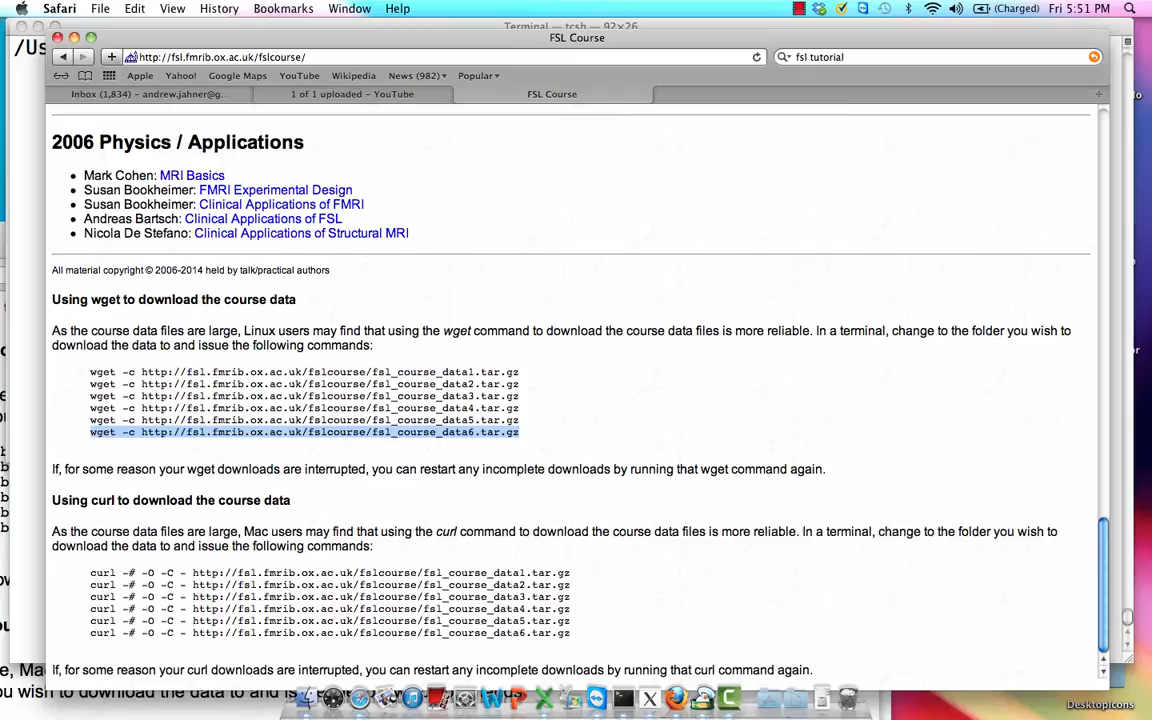 Safari File Edit View History Bookmarks Window Help (Charged) Fri 5:51 PM
Terminal — tcsh — 92×26
FSL Course
http://fsl.fmrib.ox.ac.uk/fslcourse/ fsl tutorial
Apple Yahoo! Google Maps YouTube Wikipedia News (982) Popular
Inbox (1,834) – andrew.jahner@g... 1 of 1 uploaded – YouTube FSL Course
2006 Physics / Applications
• Mark Cohen: MRI Basics
• Susan Bookheimer: FMRI Experimental Design
• Susan Bookheimer: Clinical Applications of FMRI
• Andreas Bartsch: Clinical Applications of FSL
• Nicola De Stefano: Clinical Applications of Structural MRI
All material copyright © 2006-2014 held by talk/practical authors
Using wget to download the course data
As the course data files are large, Linux users may find that using the wget command to download the course data files is more reliable. In a terminal, change to the folder you wish to
download the data to and issue the following commands:
wget -c http://fsl.fmrib.ox.ac.uk/fslcourse/fsl_course_data1.tar.gz
wget -c http://fsl.fmrib.ox.ac.uk/fslcourse/fsl_course_data2.tar.gz
wget -c http://fsl.fmrib.ox.ac.uk/fslcourse/fsl_course_data3.tar.gz
wget -c http://fsl.fmrib.ox.ac.uk/fslcourse/fsl_course_data4.tar.gz
wget -c http://fsl.fmrib.ox.ac.uk/fslcourse/fsl_course_data5.tar.gz
wget -c http://fsl.fmrib.ox.ac.uk/fslcourse/fsl_course_data6.tar.gz
If, for some reason your wget downloads are interrupted, you can restart any incomplete downloads by running that wget command again.
Using curl to download the course data
As the course data files are large, Mac users may find that using the curl command to download the course data files is more reliable. In a terminal, change to the folder you wish to
download the data to and issue the following commands:
curl -# -O -C - http://fsl.fmrib.ox.ac.uk/fslcourse/fsl_course_data1.tar.gz
curl -# -O -C - http://fsl.fmrib.ox.ac.uk/fslcourse/fsl_course_data2.tar.gz
curl -# -O -C - http://fsl.fmrib.ox.ac.uk/fslcourse/fsl_course_data3.tar.gz
curl -# -O -C - http://fsl.fmrib.ox.ac.uk/fslcourse/fsl_course_data4.tar.gz
curl -# -O -C - http://fsl.fmrib.ox.ac.uk/fslcourse/fsl_course_data5.tar.gz
curl -# -O -C - http://fsl.fmrib.ox.ac.uk/fslcourse/fsl_course_data6.tar.gz
If, for some reason your curl downloads are interrupted, you can restart any incomplete downloads by running that curl command again.
wish to download the data to and
DesktopIcons